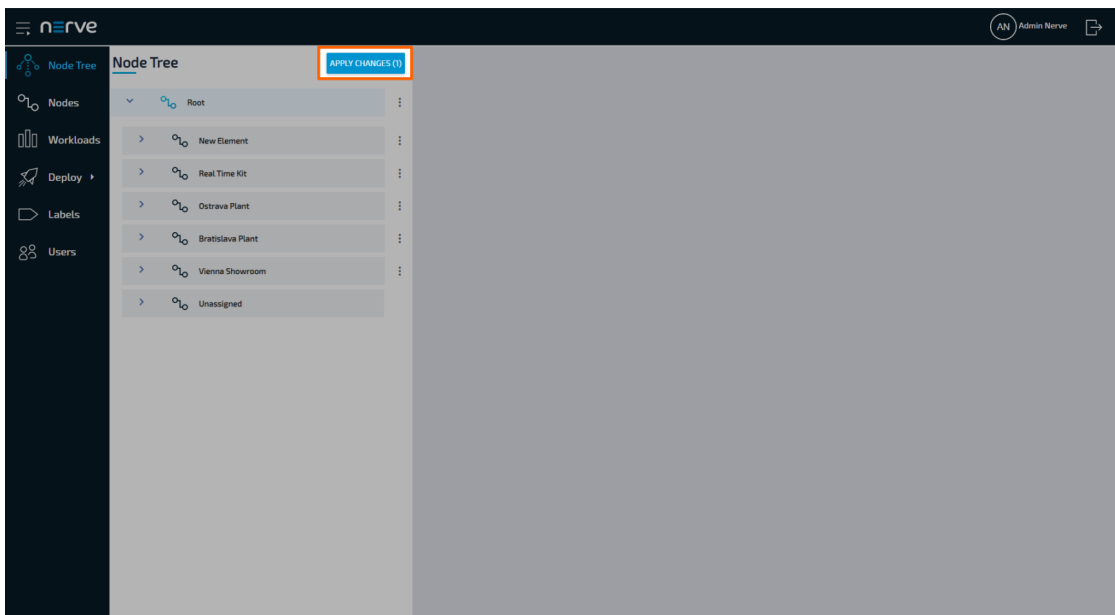 nerve
AN Admin Nerve
Node Tree
Nodes
Workloads
Deploy
Labels
Users
Node Tree
APPLY CHANGES (1)
Root
New Element
Real Time Kit
Ostrava Plant
Bratislava Plant
Vienna Showroom
Unassigned